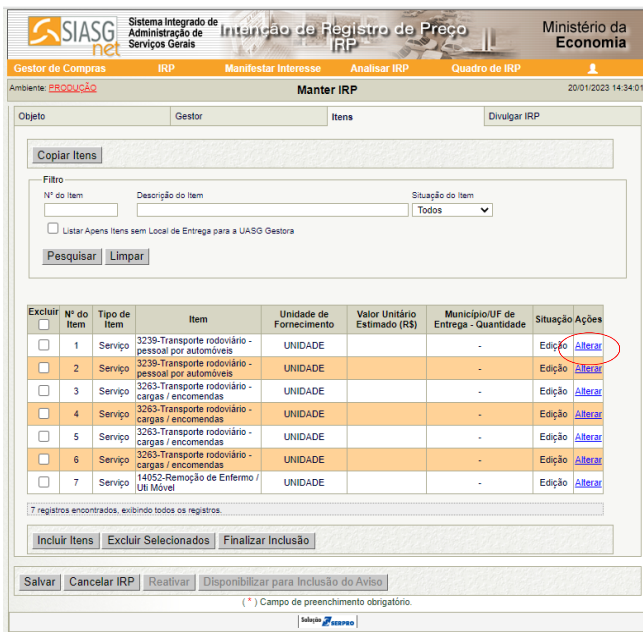 SIASG
net
Sistema Integrado de
Administração de
Serviços Gerais
Intenção de Registro de Preço
IRP
Ministério da
Economia
Gestor de Compras IRP Manifestar Interesse Analisar IRP Quadro de IRP
Ambiente: PRODUÇÃO Manter IRP 20/01/2023 14:34:01
Objeto Gestor Itens Divulgar IRP
Copiar Itens
Filtro
N° do Item Descrição do Item Situação do Item
Todos
Listar Apens Itens sem Local de Entrega para a UASG Gestora
Pesquisar Limpar
Excluir N° do Item Tipo de Item Item Unidade de Fornecimento Valor Unitário Estimado (R$) Município/UF de Entrega - Quantidade Situação Ações
1 Serviço 3239-Transporte rodoviário - pessoal por automóveis UNIDADE - Edição Alterar
2 Serviço 3239-Transporte rodoviário - pessoal por automóveis UNIDADE - Edição Alterar
3 Serviço 3263-Transporte rodoviário - cargas / encomendas UNIDADE - Edição Alterar
4 Serviço 3263-Transporte rodoviário - cargas / encomendas UNIDADE - Edição Alterar
5 Serviço 3263-Transporte rodoviário - cargas / encomendas UNIDADE - Edição Alterar
6 Serviço 3263-Transporte rodoviário - cargas / encomendas UNIDADE - Edição Alterar
7 Serviço 14052-Remoção de Enfermo / Uti Móvel UNIDADE - Edição Alterar
7 registros encontrados, exibindo todos os registros.
Incluir Itens Excluir Selecionados Finalizar Inclusão
Salvar Cancelar IRP Reativar Disponibilizar para Inclusão do Aviso
( * ) Campo de preenchimento obrigatório.
Solução SERPRO